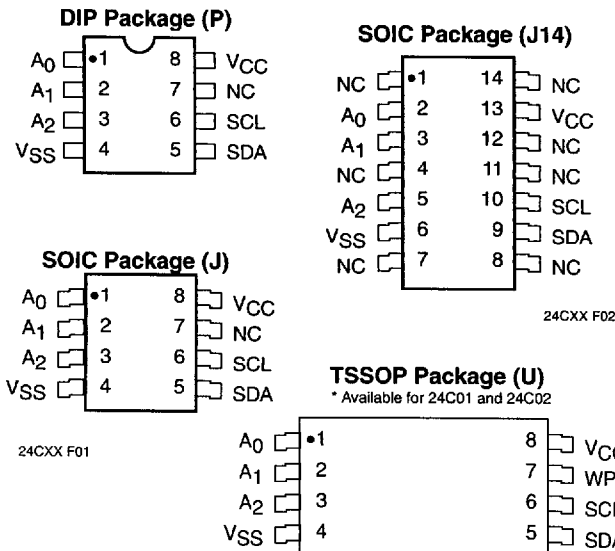 DIP Package (P)
A0 1 8 VCC
A1 2 7 NC
A2 3 6 SCL
VSS 4 5 SDA
SOIC Package (J14)
NC 1 14 NC
A0 2 13 VCC
A1 3 12 NC
NC 4 11 NC
A2 5 10 SCL
VSS 6 9 SDA
NC 7 8 NC
24CXX F02
SOIC Package (J)
A0 1 8 VCC
A1 2 7 NC
A2 3 6 SCL
VSS 4 5 SDA
24CXX F01
TSSOP Package (U)
* Available for 24C01 and 24C02
A0 1 8 VCC
A1 2 7 WP
A2 3 6 SCL
VSS 4 5 SDA